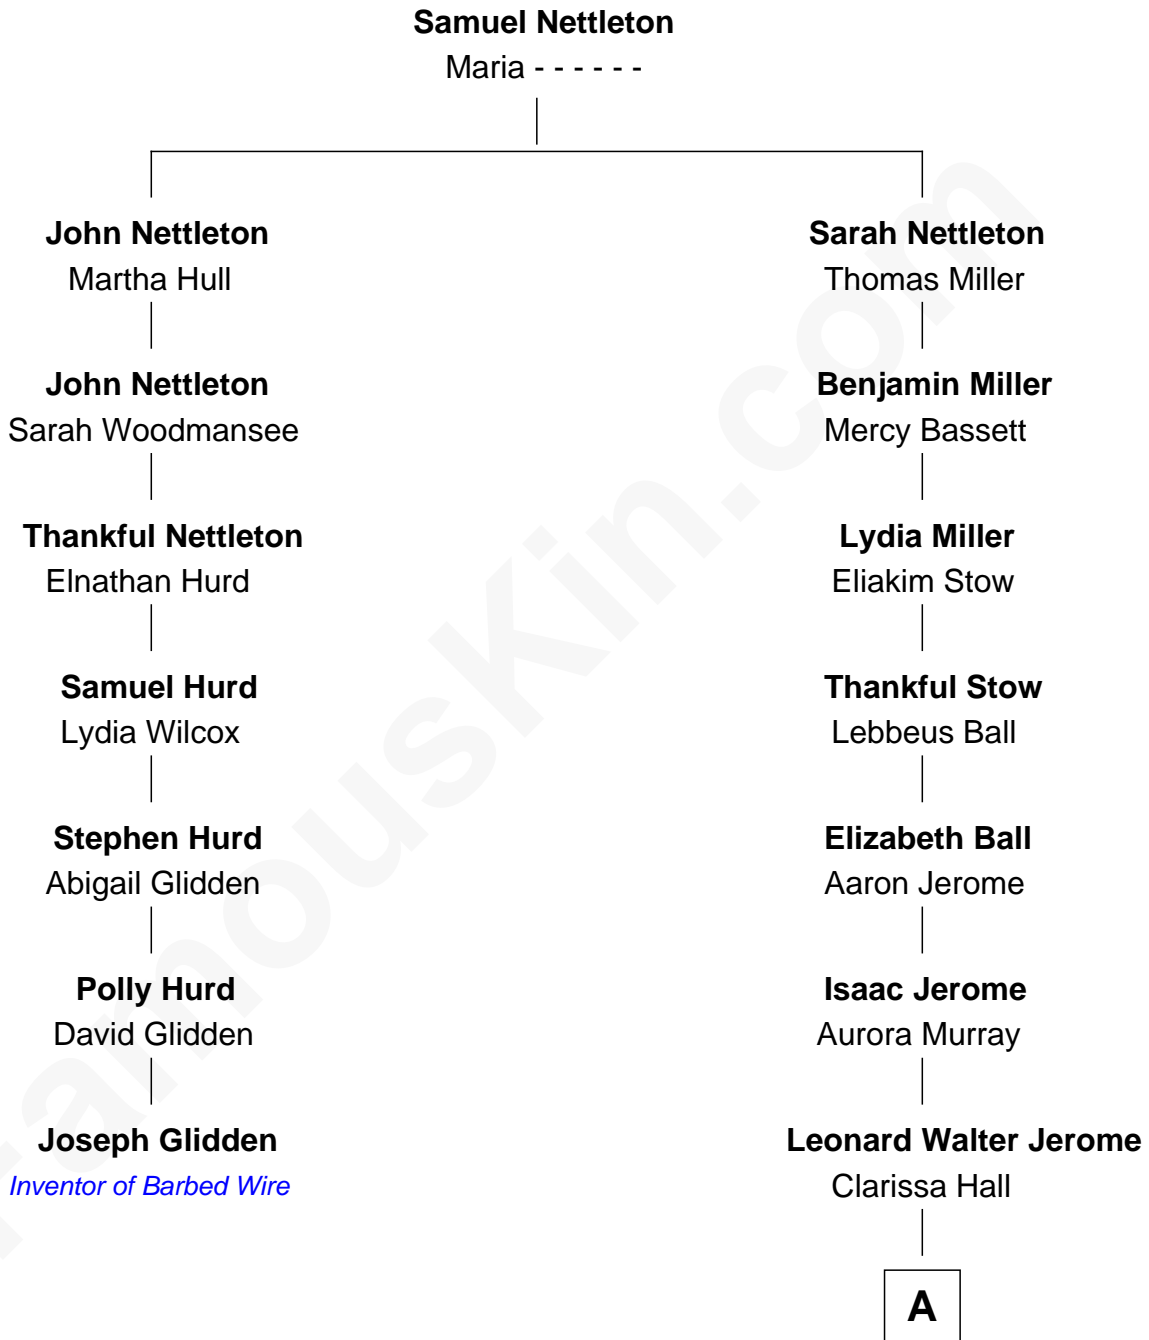 Samuel Nettleton
Maria - - - - - -
John Nettleton
Martha Hull
Sarah Nettleton
Thomas Miller
John Nettleton
Sarah Woodmansee
Benjamin Miller
Mercy Bassett
Thankful Nettleton
Elnathan Hurd
Lydia Miller
Eliakim Stow
Samuel Hurd
Lydia Wilcox
Thankful Stow
Lebbeus Ball
Stephen Hurd
Abigail Glidden
Elizabeth Ball
Aaron Jerome
Polly Hurd
David Glidden
Isaac Jerome
Aurora Murray
Joseph Glidden
Inventor of Barbed Wire
Leonard Walter Jerome
Clarissa Hall
A
FamousKin.com